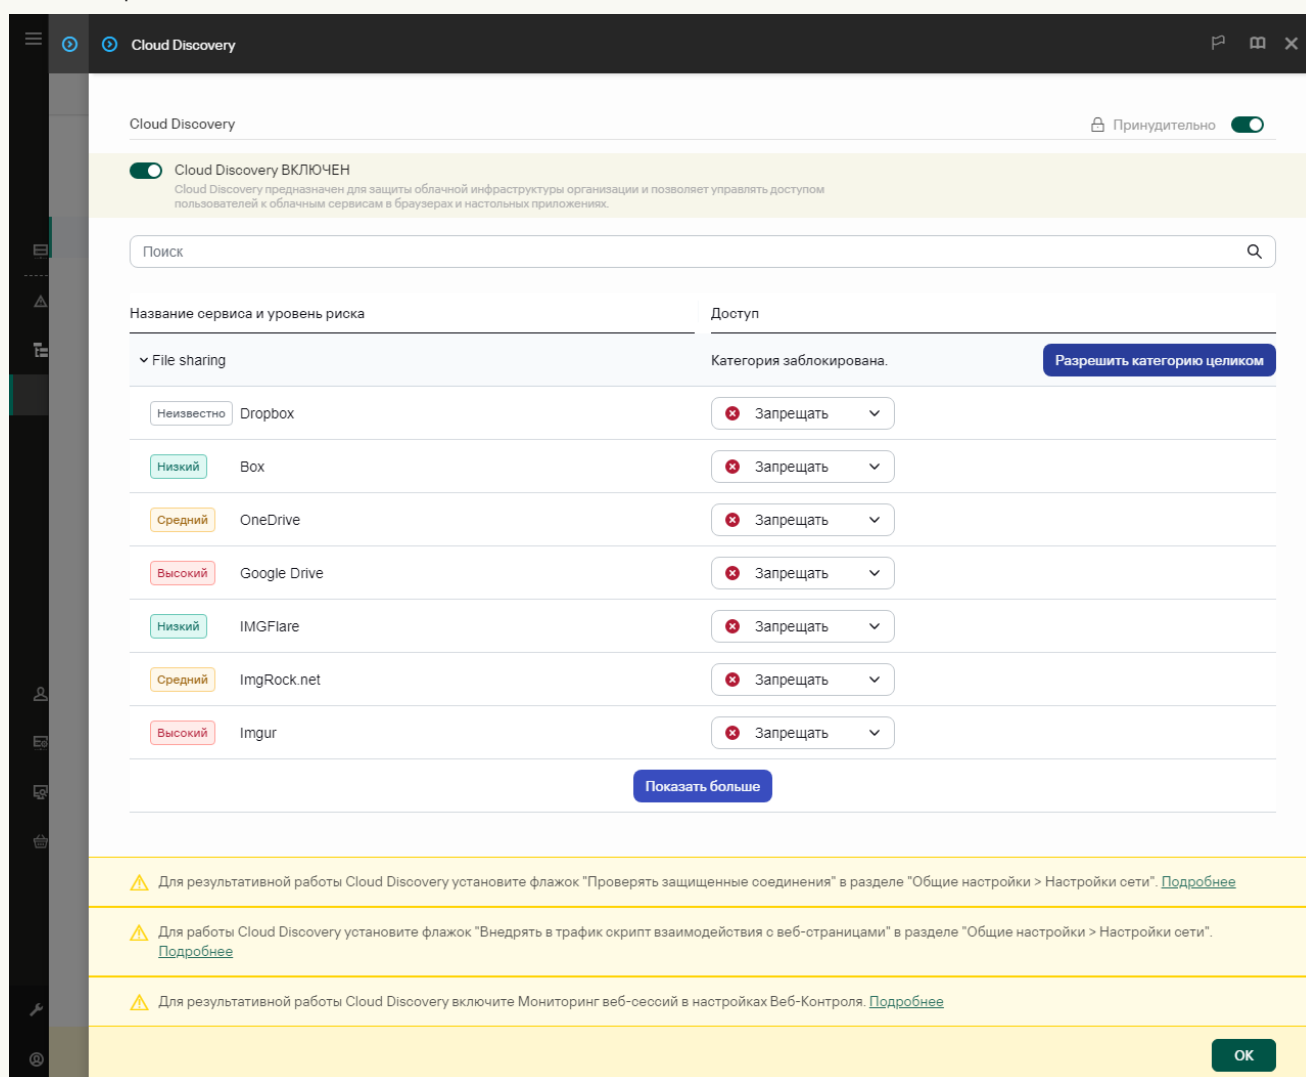 Cloud Discovery
Cloud Discovery
Принудительно
Cloud Discovery ВКЛЮЧЕН
Cloud Discovery предназначен для защиты облачной инфраструктуры организации и позволяет управлять доступом
пользователей к облачным сервисам в браузерах и настольных приложениях.
Поиск
Название сервиса и уровень риска
Доступ
File sharing
Категория заблокирована.
Разрешить категорию целиком
Неизвестно Dropbox
Запрещать
Низкий Box
Запрещать
Средний OneDrive
Запрещать
Высокий Google Drive
Запрещать
Низкий IMGFlare
Запрещать
Средний ImgRock.net
Запрещать
Высокий Imgur
Запрещать
Показать больше
Для результативной работы Cloud Discovery установите флажок "Проверять защищенные соединения" в разделе "Общие настройки > Настройки сети". Подробнее
Для работы Cloud Discovery установите флажок "Внедрять в трафик скрипт взаимодействия с веб-страницами" в разделе "Общие настройки > Настройки сети".
Подробнее
Для результативной работы Cloud Discovery включите Мониторинг веб-сессий в настройках Веб-Контроля. Подробнее
ОК